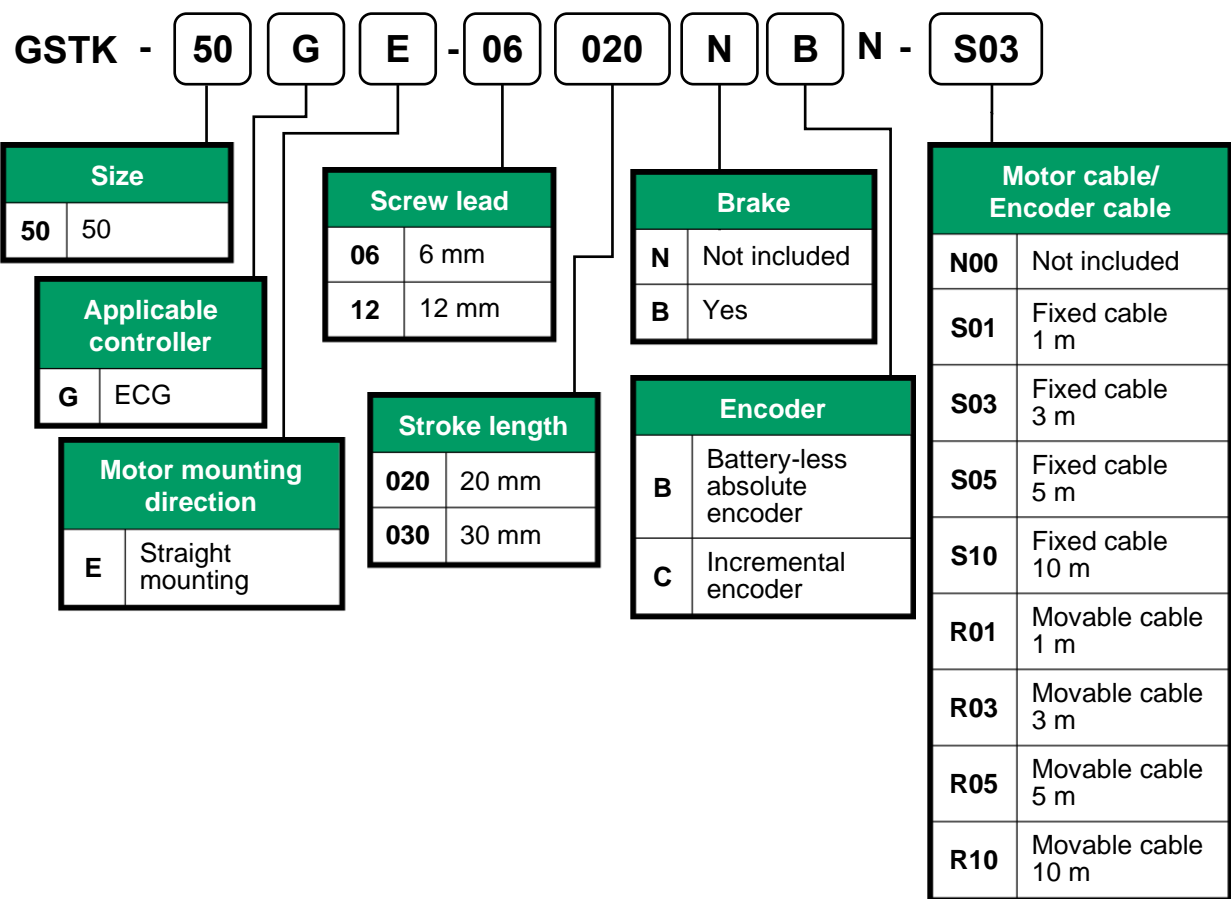 GSTK - 50 G E - 06 020 N B N - S03
Size
50 50
Applicable
controller
G ECG
Motor mounting
direction
E Straight
mounting
Screw lead
06 6 mm
12 12 mm
Stroke length
020 20 mm
030 30 mm
Brake
N Not included
B Yes
Encoder
B Battery-less
absolute
encoder
C Incremental
encoder
Motor cable/
Encoder cable
N00 Not included
S01 Fixed cable
1 m
S03 Fixed cable
3 m
S05 Fixed cable
5 m
S10 Fixed cable
10 m
R01 Movable cable
1 m
R03 Movable cable
3 m
R05 Movable cable
5 m
R10 Movable cable
10 m